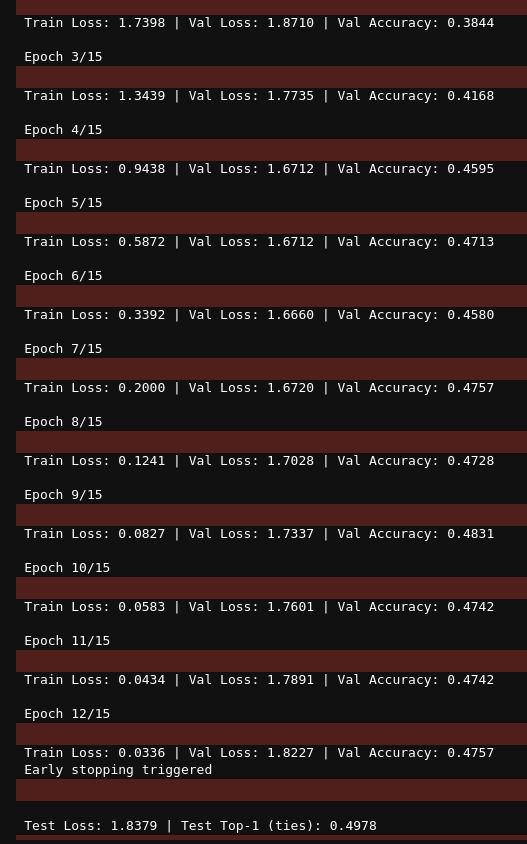 Train Loss: 1.7398 | Val Loss: 1.8710 | Val Accuracy: 0.3844
Epoch 3/15
Train Loss: 1.3439 | Val Loss: 1.7735 | Val Accuracy: 0.4168
Epoch 4/15
Train Loss: 0.9438 | Val Loss: 1.6712 | Val Accuracy: 0.4595
Epoch 5/15
Train Loss: 0.5872 | Val Loss: 1.6712 | Val Accuracy: 0.4713
Epoch 6/15
Train Loss: 0.3392 | Val Loss: 1.6660 | Val Accuracy: 0.4580
Epoch 7/15
Train Loss: 0.2000 | Val Loss: 1.6720 | Val Accuracy: 0.4757
Epoch 8/15
Train Loss: 0.1241 | Val Loss: 1.7028 | Val Accuracy: 0.4728
Epoch 9/15
Train Loss: 0.0827 | Val Loss: 1.7337 | Val Accuracy: 0.4831
Epoch 10/15
Train Loss: 0.0583 | Val Loss: 1.7601 | Val Accuracy: 0.4742
Epoch 11/15
Train Loss: 0.0434 | Val Loss: 1.7891 | Val Accuracy: 0.4742
Epoch 12/15
Train Loss: 0.0336 | Val Loss: 1.8227 | Val Accuracy: 0.4757
Early stopping triggered
Test Loss: 1.8379 | Test Top-1 (ties): 0.4978